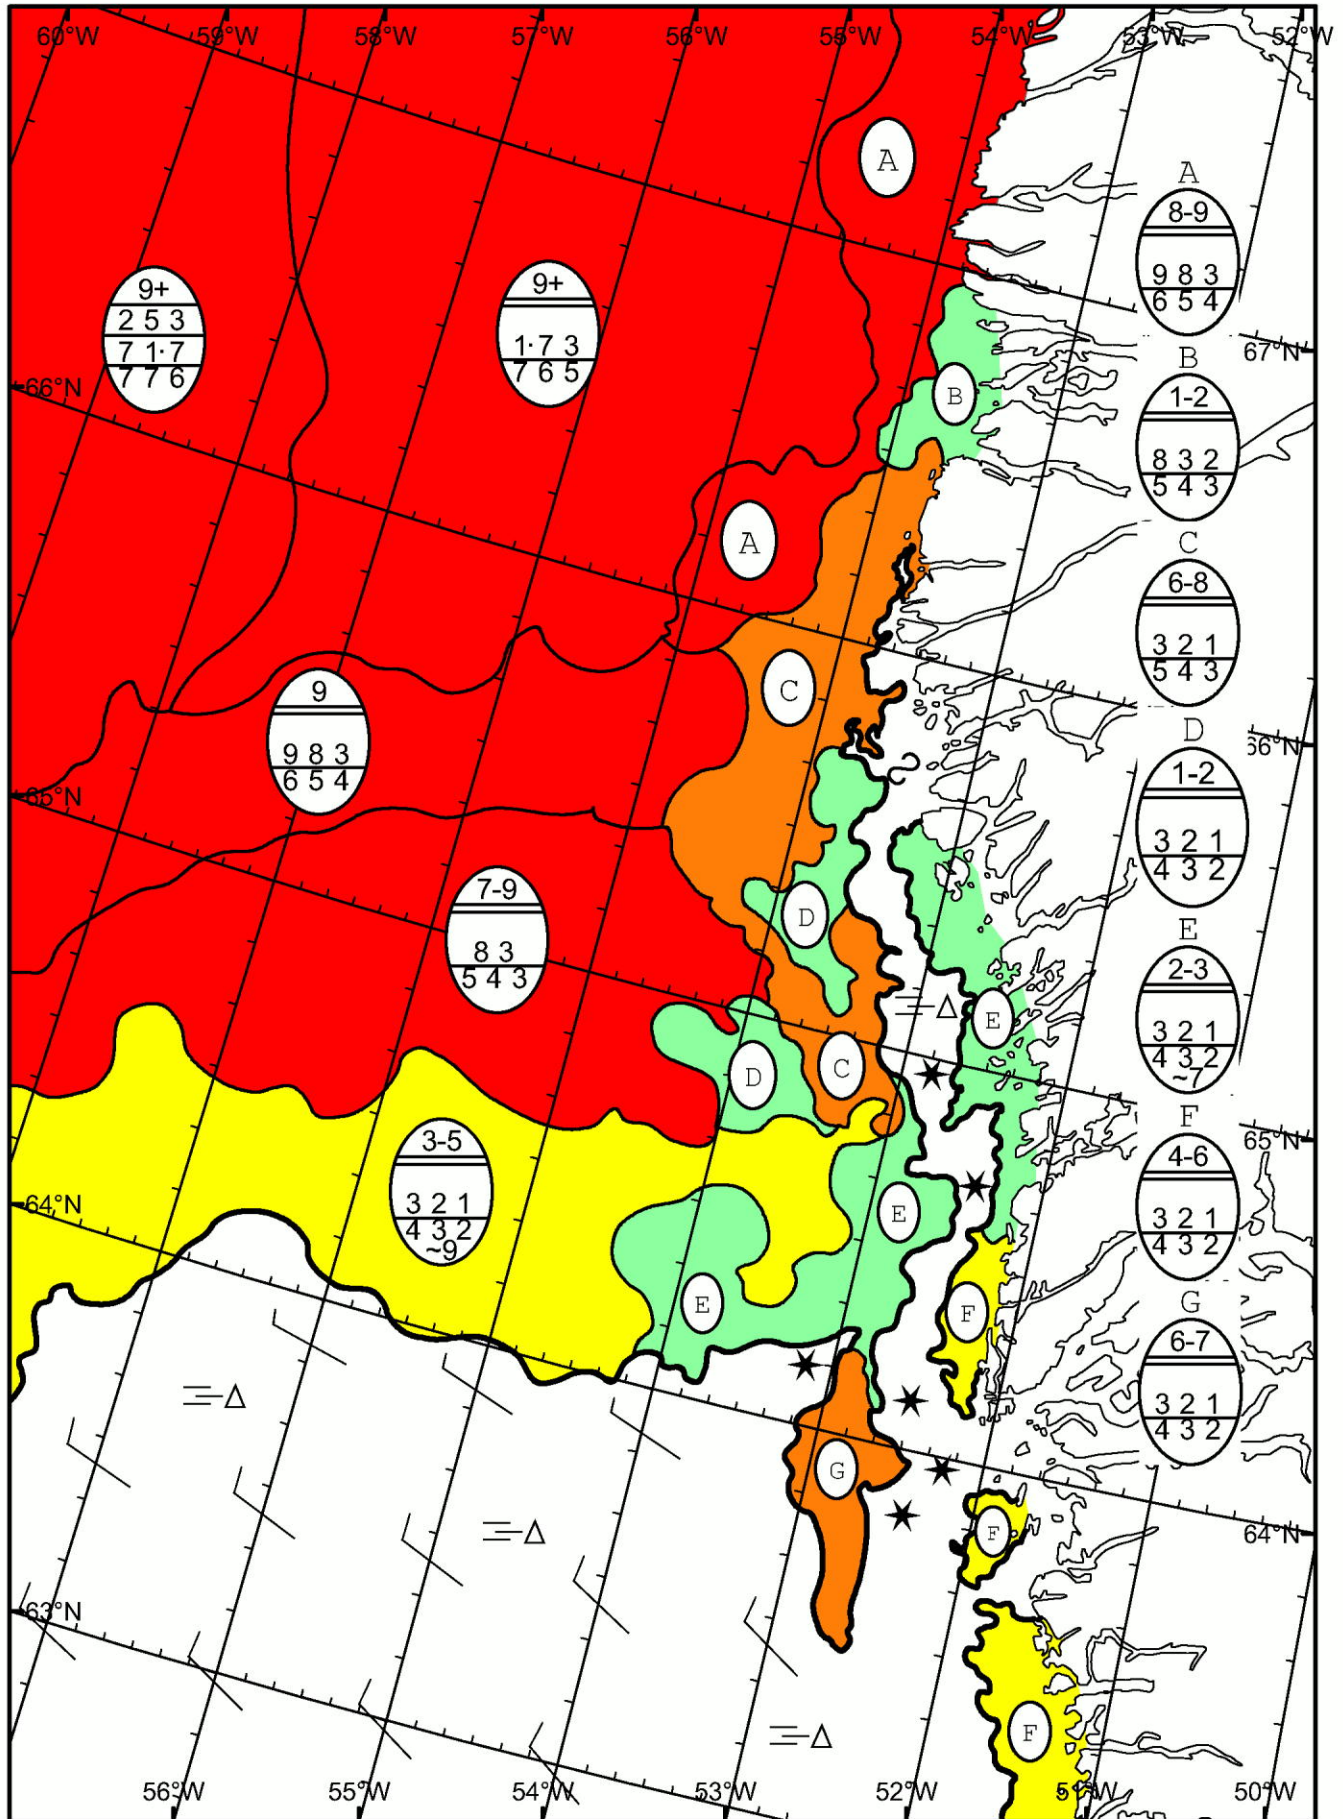 60°W 59°W 58°W 57°W 56°W 55°W 54°W 53°W 52°W
A
A
8-9
9 8 3
6 5 4
9+
2 5 3
7 1·7
7 7 6
9+
1·7 3
7 6 5
67°N
B
1-2
8 3 2
5 4 3
66°N
B
A
C
6-8
3 2 1
5 4 3
C
9
9 8 3
6 5 4
D
1-2
3 2 1
4 3 2
66°N
65°N
7-9
8 3
5 4 3
D
E
2-3
3 2 1
4 3 2
~7
E
D
C
F
4-6
3 2 1
4 3 2
65°N
3-5
3 2 1
4 3 2
~9
64°N
E
E
F
G
6-7
3 2 1
4 3 2
G
F
64°N
63°N
F
56°W 55°W 54°W 53°W 52°W 51°W 50°W